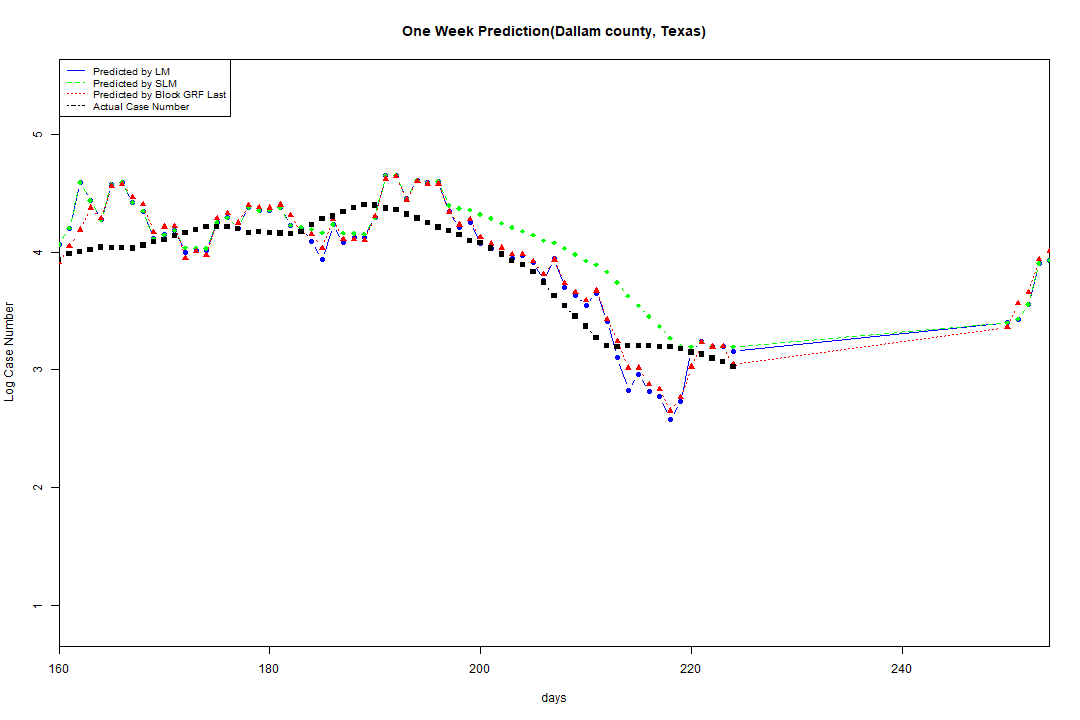 One Week Prediction(Dallam county, Texas)
Predicted by LM
Predicted by SLM
Predicted by Block GRF Last
Actual Case Number
5
4
3
2
1
Log Case Number
160 180 200 220 240
days